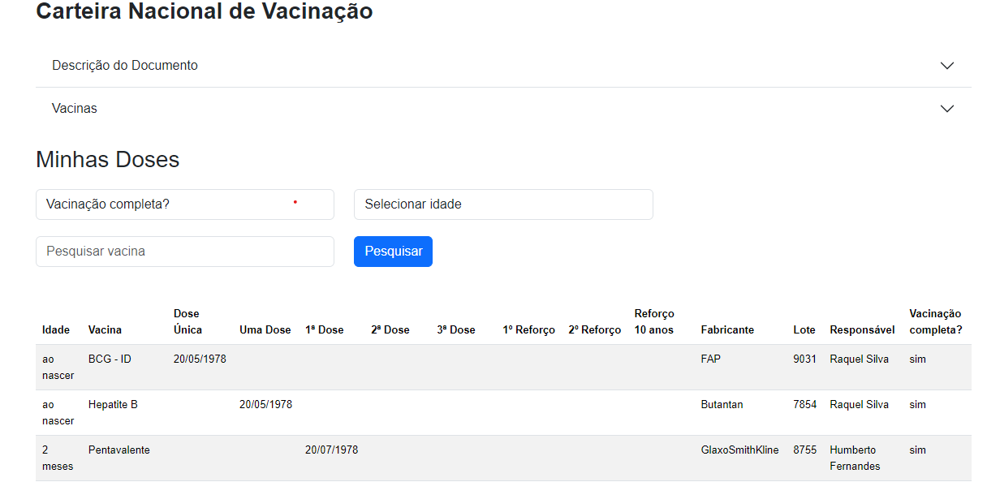 Carteira Nacional de Vacinação
Descrição do Documento
Vacinas
Minhas Doses
Vacinação completa? Selecionar idade
Pesquisar vacina Pesquisar
Idade Vacina Dose Única Uma Dose 1ª Dose 2ª Dose 3ª Dose 1º Reforço 2º Reforço Reforço 10 anos Fabricante Lote Responsável Vacinação completa?
ao nascer BCG - ID 20/05/1978 FAP 9031 Raquel Silva sim
ao nascer Hepatite B 20/05/1978 Butantan 7854 Raquel Silva sim
2 meses Pentavalente 20/07/1978 GlaxoSmithKline 8755 Humberto Fernandes sim